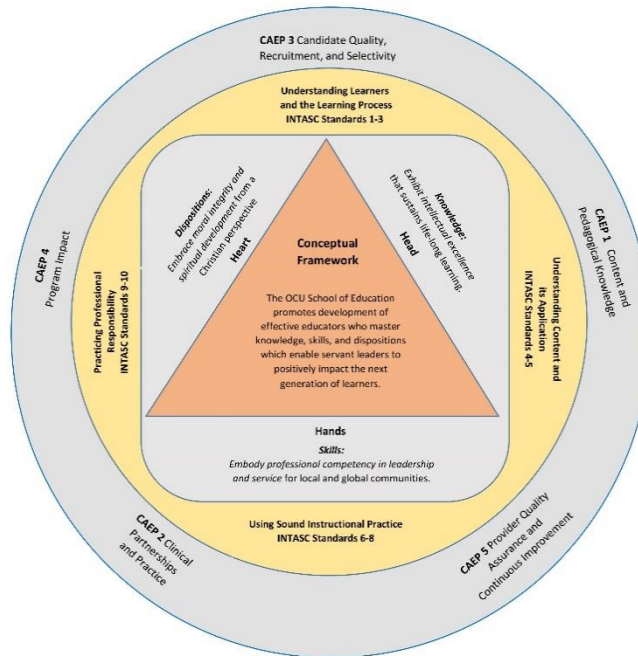 CAEP 3 Candidate Quality,
Recruitment, and Selectivity
Understanding Learners
and the Learning Process
INTASC Standards 1-3
CAEP 4
Program Impact
Practicing Professional
Responsibility
INTASC Standards 9-10
Dispositions:
Embrace moral integrity and
spiritual development from a
Christian perspective
Heart
Knowledge:
Exhibit intellectual excellence
that sustains life-long learning.
Head
CAEP 1 Content and
Pedagogical Knowledge
Understanding Content and
its Application
INTASC Standards
4-5
Conceptual
Framework
The OCU School of Education
promotes development of
effective educators who master
knowledge, skills, and dispositions
which enable servant leaders to
positively impact the next
generation of learners.
Hands
Skills:
Embody professional competency in leadership
and service for local and global communities.
Using Sound Instructional Practice
INTASC Standards 6-8
CAEP 2 Clinical
Partnerships
and Practice
CAEP 5 Provider Quality
Assurance and
Continuous Improvement